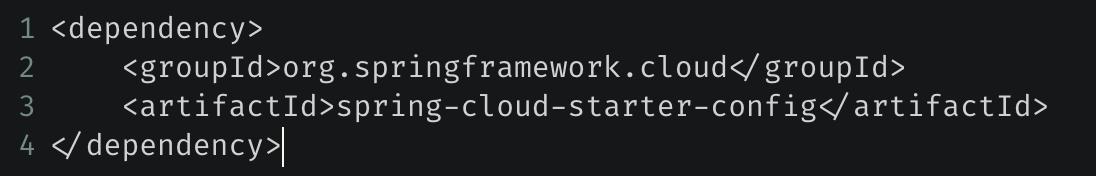 1 <dependency>
2     <groupId>org.springframework.cloud</groupId>
3     <artifactId>spring-cloud-starter-config</artifactId>
4 </dependency>